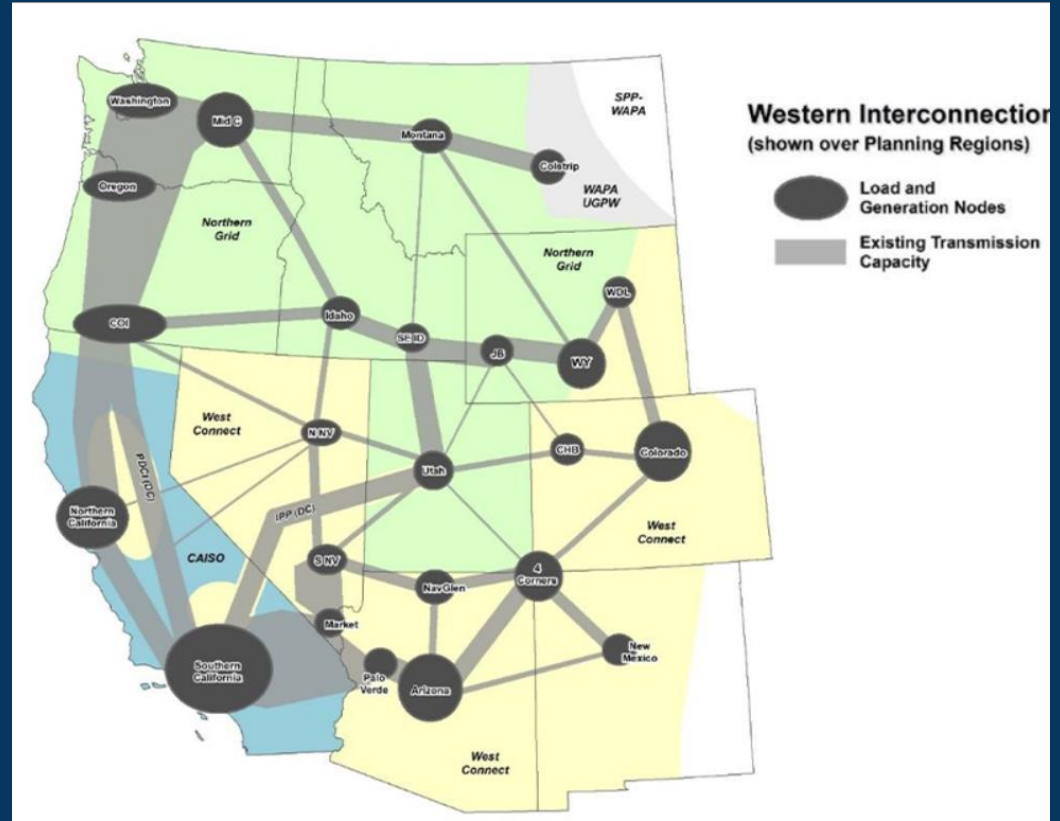 Western Interconnection
(shown over Planning Regions)
Load and
Generation Nodes
Existing Transmission
Capacity
SPP-
WAPA
WAPA
UGPW
Washington
Mid C
Montana
Colstrip
Oregon
Northern
Grid
Northern
Grid
WDL
COI
Idaho
SE ID
JB
WY
West
Connect
N NV
Utah
CHB
Colorado
PDCI (DC)
Northern
California
IPP (DC)
CAISO
West
Connect
S NV
NavGlen
4
Corners
Market
New
Mexico
Southern
California
Palo
Verde
Arizona
West
Connect